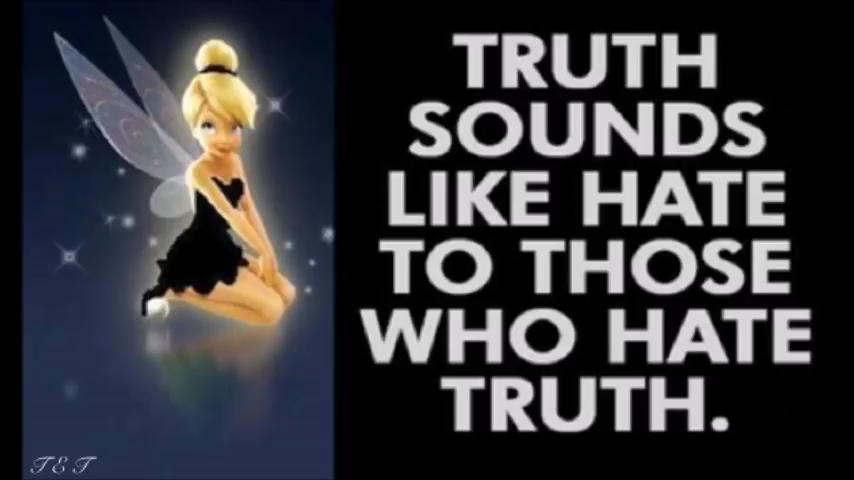 TRUTH
SOUNDS
LIKE HATE
TO THOSE
WHO HATE
TRUTH.
T&T